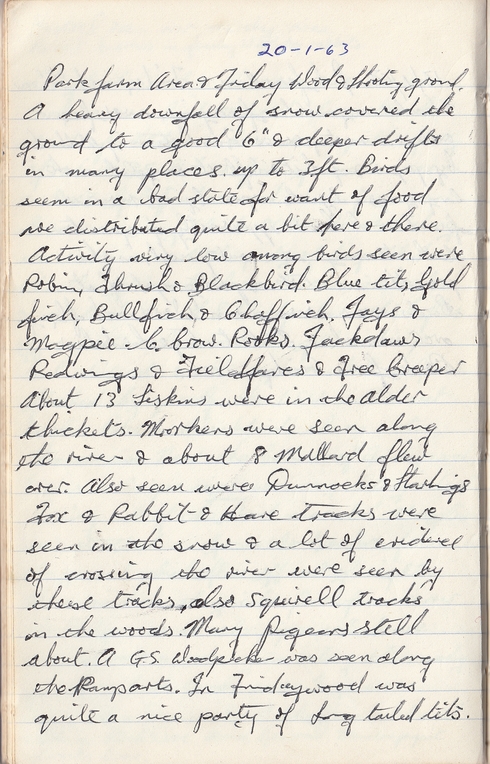 20-1-63
Park farm Area & Friday Wood & Shooting ground.
A heavy downfall of snow covered the
ground to a good "6" & deeper drifts
in many places. up to 3ft. Birds
seem in a bad state for want of food
we distributed quite a bit here & there.
Activity very low among birds seen were
Robin, Thrush & Blackbird. Blue tits, Gold
finch, Bullfinch, & Chaffinch. Jays &
Magpie. C. Crow. Rooks. Jackdaws
Redwings & Fieldfares & Tree Creeper
About 13 Siskins were in the alder
thickets. Moorhens were seen along
the river & about 8 Mallard flew
over. Also seen were Dunnocks & Starlings
Fox & Rabbit & Hare tracks were
seen in the snow & a lot of evidence
of crossing the river were seen by
these tracks, also Squirell tracks
in the woods. Many pigeons still
about. A G.S. Woodpecker was seen along
the Ramparts. In Fridaywood was
quite a nice party of Long tailed tits.